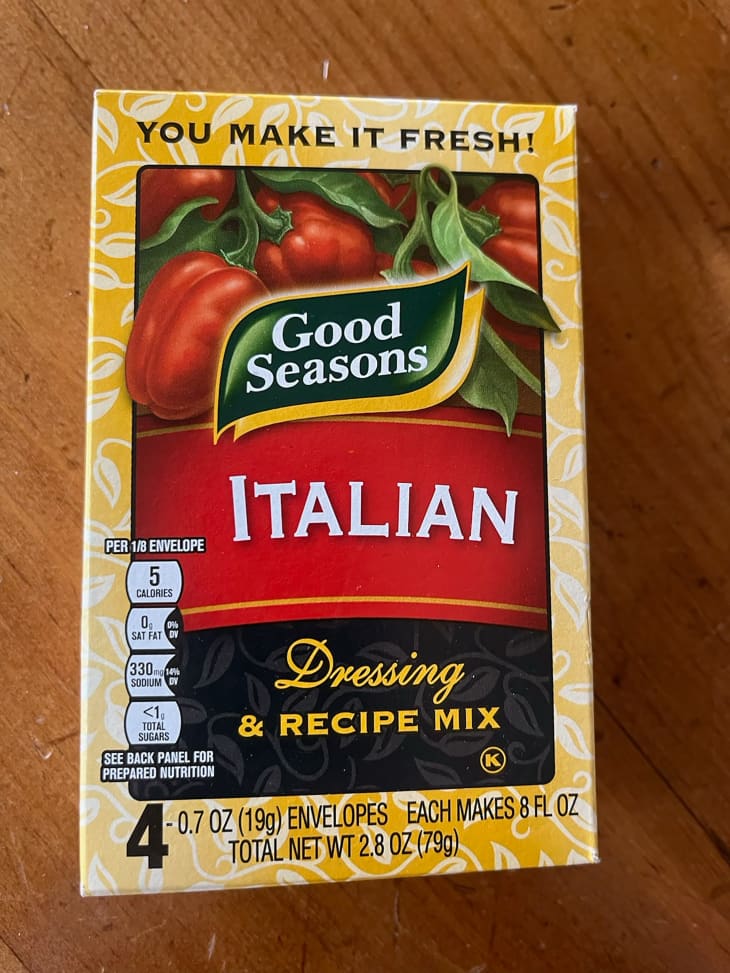 YOU MAKE IT FRESH!
Good
Seasons
ITALIAN
PER 1/8 ENVELOPE
5
CALORIES
0g
SAT FAT
0%
DV
330mg
SODIUM
14%
DV
<1g
TOTAL
SUGARS
SEE BACK PANEL FOR
PREPARED NUTRITION
Dressing
& RECIPE MIX
K
4 - 0.7 OZ (19g) ENVELOPES EACH MAKES 8 FL OZ
TOTAL NET WT 2.8 OZ (79g)